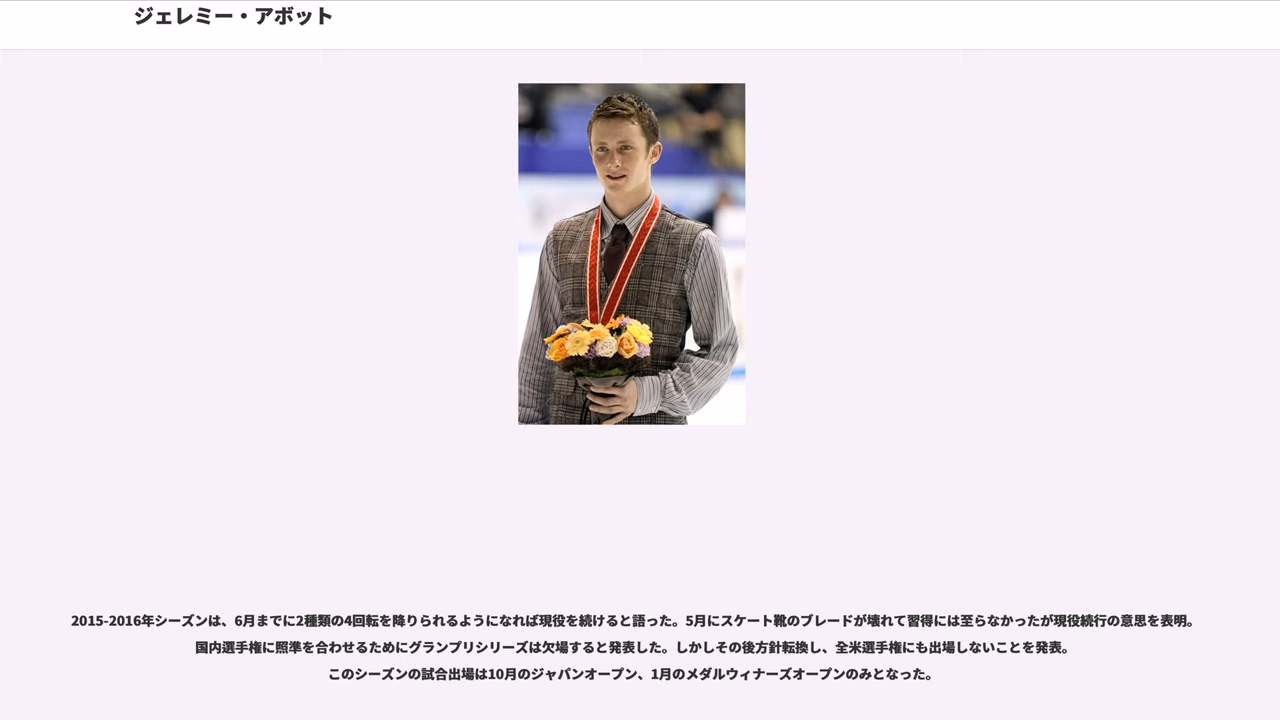 ジェレミー・アボット
2015-2016年シーズンは、6月までに2種類の4回転を降りられるようになれば現役を続けると語った。5月にスケート靴のブレードが壊れて習得には至らなかったが現役続行の意思を表明。
国内選手権に照準を合わせるためにグランプリシリーズは欠場すると発表した。しかしその後方針転換し、全米選手権にも出場しないことを発表。
このシーズンの試合出場は10月のジャパンオープン、1月のメダルウィナーズオープンのみとなった。